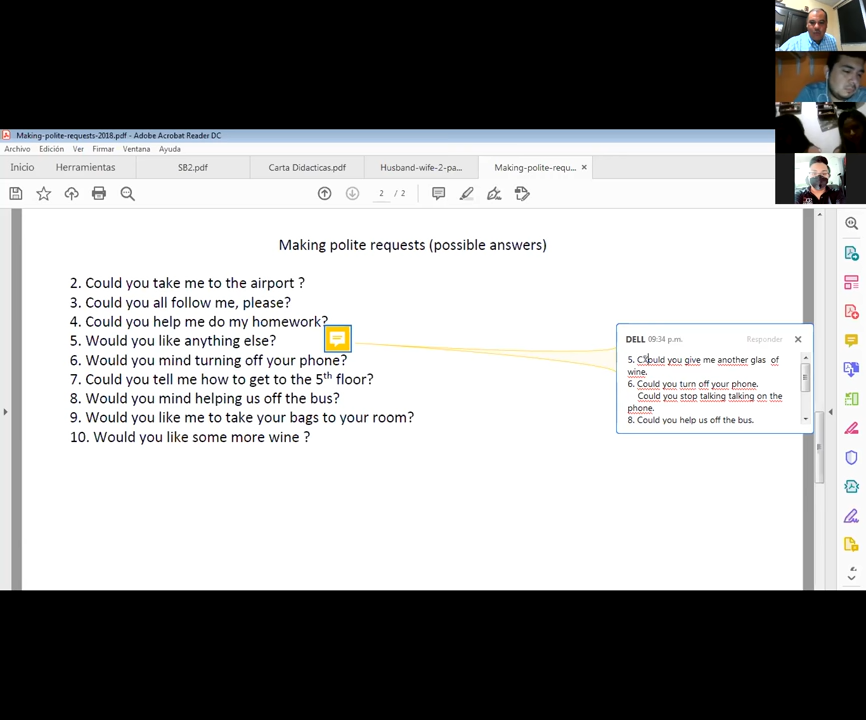 Making-polite-requests-2018.pdf - Adobe Acrobat Reader DC
Archivo Edición Ver Firmar Ventana Ayuda
Inicio Herramientas SB2.pdf Carta Didacticas.pdf Husband-wife-2-pa... Making-polite-requ... ×
2 / 2
Making polite requests (possible answers)
2. Could you take me to the airport ?
3. Could you all follow me, please?
4. Could you help me do my homework?
5. Would you like anything else?
6. Would you mind turning off your phone?
7. Could you tell me how to get to the 5th floor?
8. Would you mind helping us off the bus?
9. Would you like me to take your bags to your room?
10. Would you like some more wine ?
DELL 09:34 p.m. Responder
5. Could you give me another glas of
wine.
6. Could you turn off your phone.
Could you stop talking talking on the
phone.
8. Could you help us off the bus.